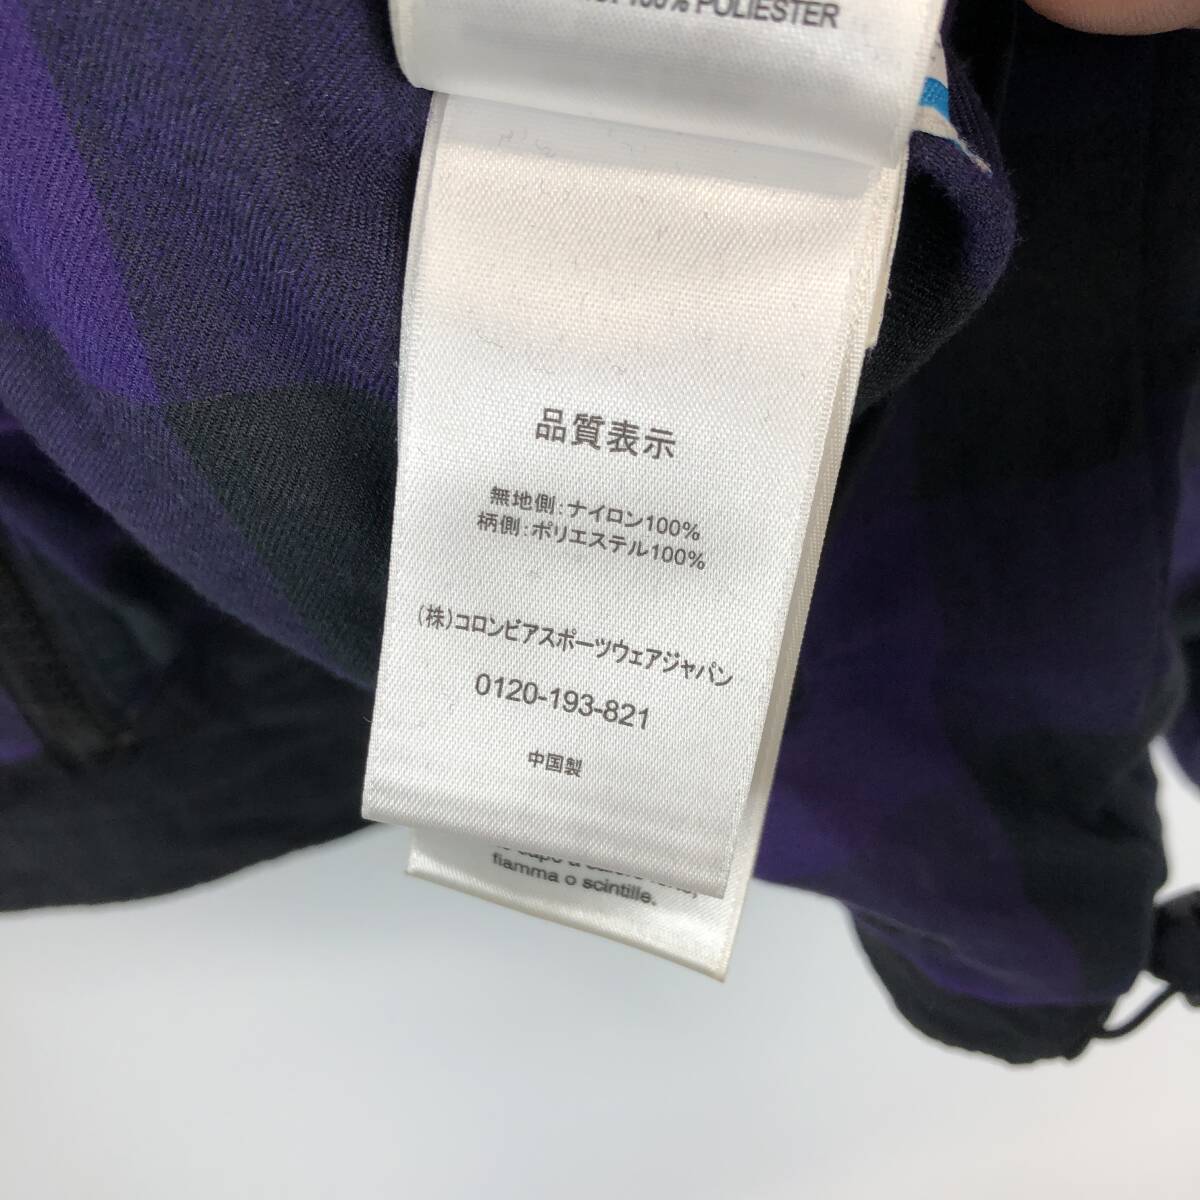 100% POLIESTER
品質表示
無地側：ナイロン100%
柄側：ポリエステル100%
（株）コロンビアスポーツウェアジャパン
0120-193-821
中国製
fiamma o scintille.